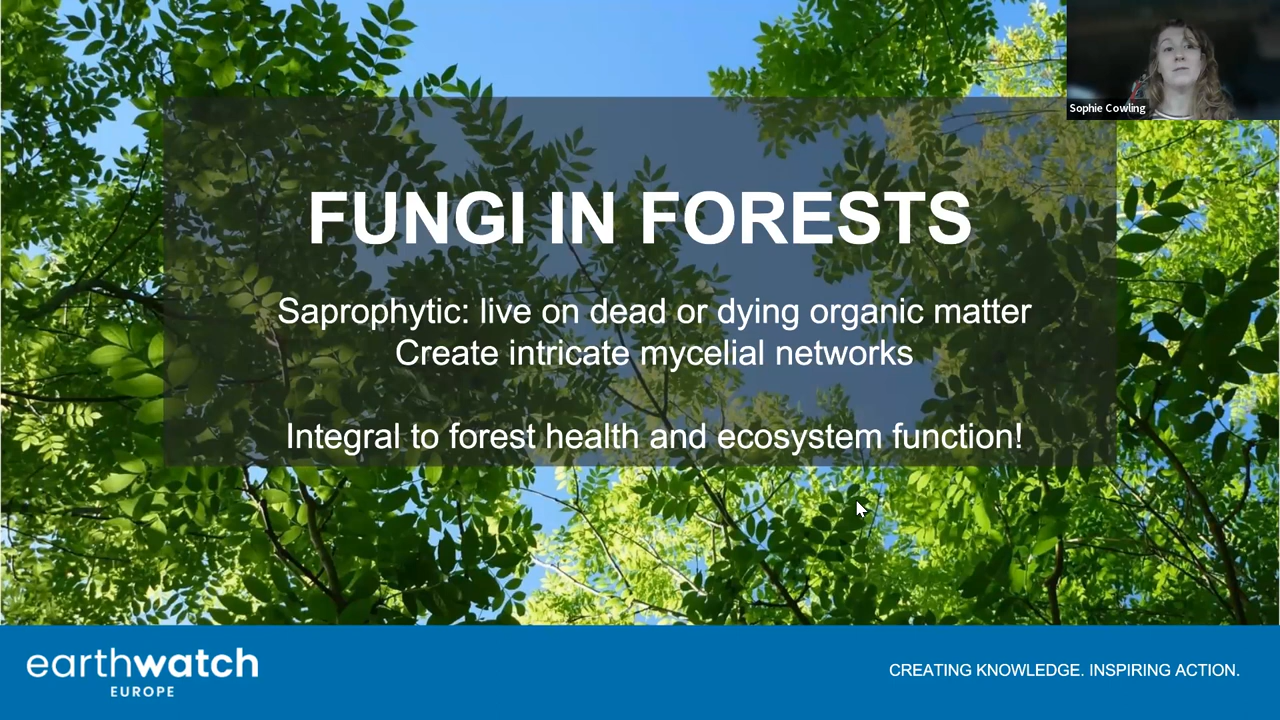 Sophie Cowling
FUNGI IN FORESTS
Saprophytic: live on dead or dying organic matter
Create intricate mycelial networks
Integral to forest health and ecosystem function!
earthwatch
EUROPE
CREATING KNOWLEDGE. INSPIRING ACTION.